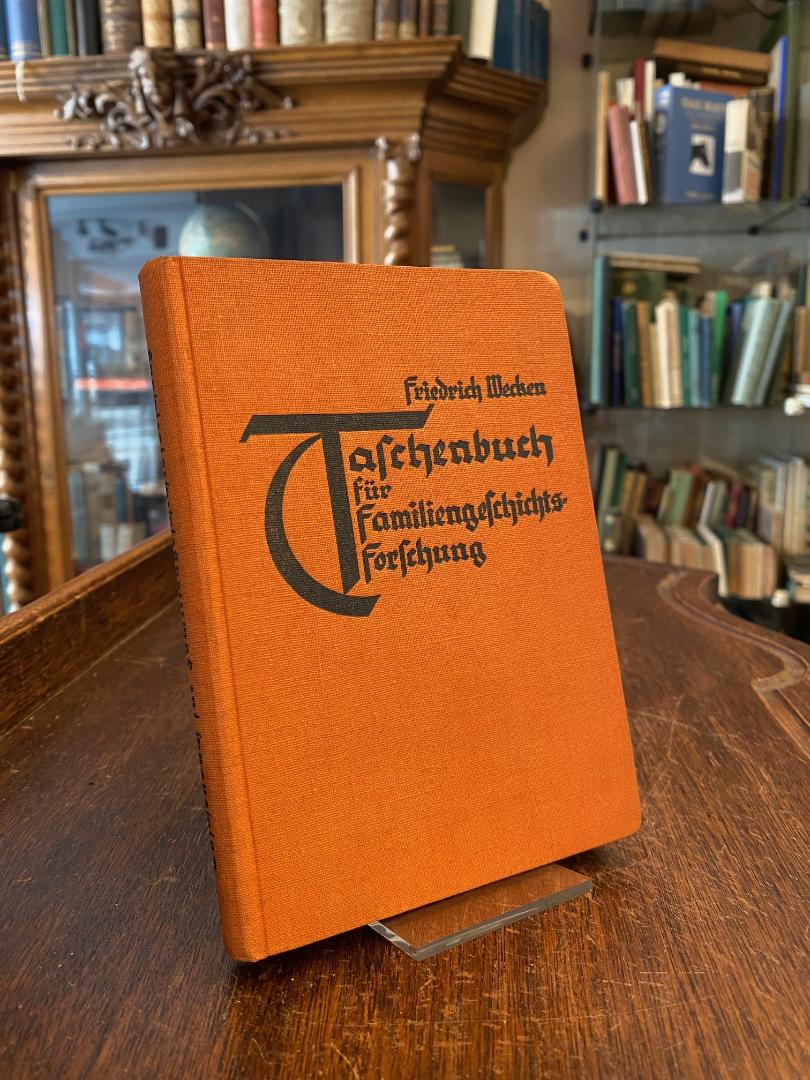 Friedrich Wecken
Taſchenbuch
für
Familiengeſchichts-
Forſchung